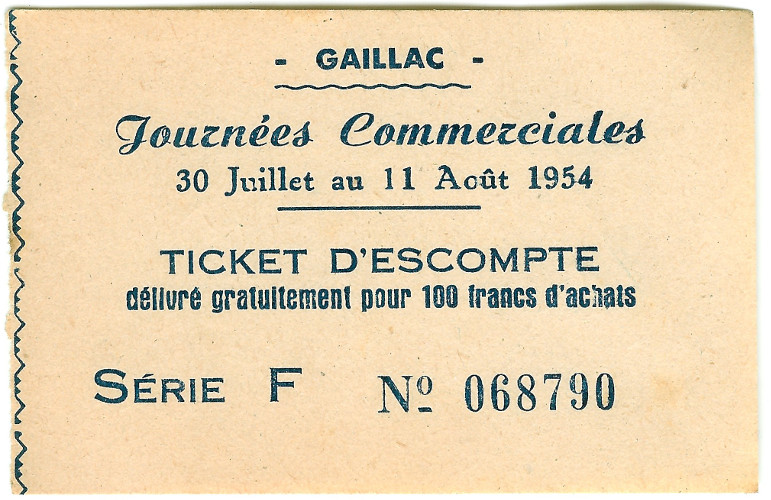 - GAILLAC -
Journées Commerciales
30 Juillet au 11 Août 1954
TICKET D'ESCOMPTE
délivré gratuitement pour 100 francs d'achats
SÉRIE F Nº 068790